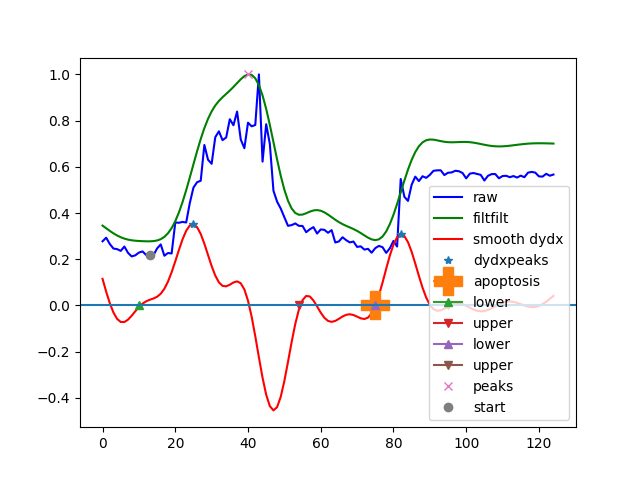 1.0
0.8
0.6
0.4
0.2
0.0
−0.2
−0.4
0 20 40 60 80 100 120
raw
filtfilt
smooth dydx
dydxpeaks
apoptosis
lower
upper
lower
upper
peaks
start